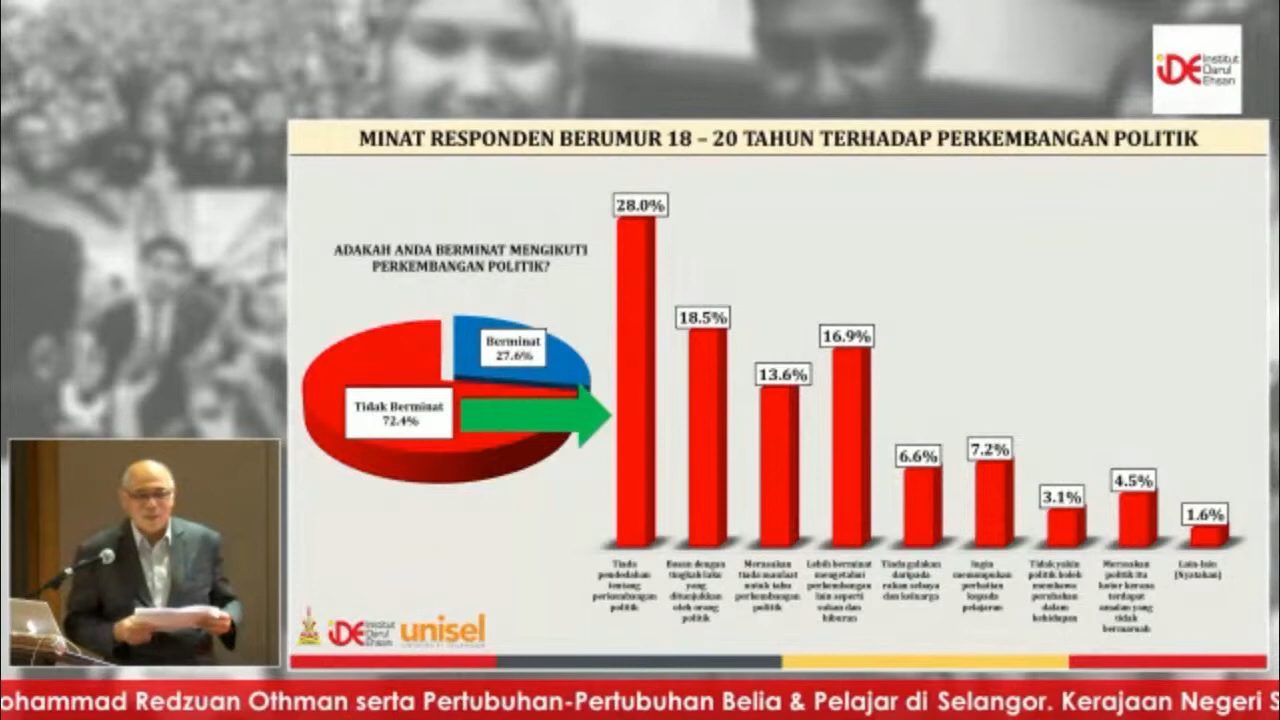 iDE Institut
Darul
Ehsan
MINAT RESPONDEN BERUMUR 18 – 20 TAHUN TERHADAP PERKEMBANGAN POLITIK
ADAKAH ANDA BERMINAT MENGIKUTI
PERKEMBANGAN POLITIK?
Berminat
27.6%
Tidak Berminat
72.4%
28.0%
18.5%
13.6%
16.9%
6.6%
7.2%
3.1%
4.5%
1.6%
Tiada
pendedahan
tentang
perkembangan
politik
Bosan dengan
tingkah laku
yang
ditunjukkan
oleh orang
politik
Merasakan
tiada manfaat
untuk tahu
perkembangan
politik
Lebih berminat
mengetahui
perkembangan
lain seperti
sukan dan
hiburan
Tiada galakan
daripada
rakan sebaya
dan keluarga
Ingin
menumpukan
perhatian
kepada
pelajaran
Tidak yakin
politik boleh
membawa
perubahan
dalam
kehidupan
Merasakan
politik itu
kotor kerana
terdapat
amalan yang
tidak
bermaruah
Lain-lain
(Nyatakan)
iDE Institut
Darul
Ehsan
unisel
ohammad Redzuan Othman serta Pertubuhan-Pertubuhan Belia & Pelajar di Selangor. Kerajaan Negeri S